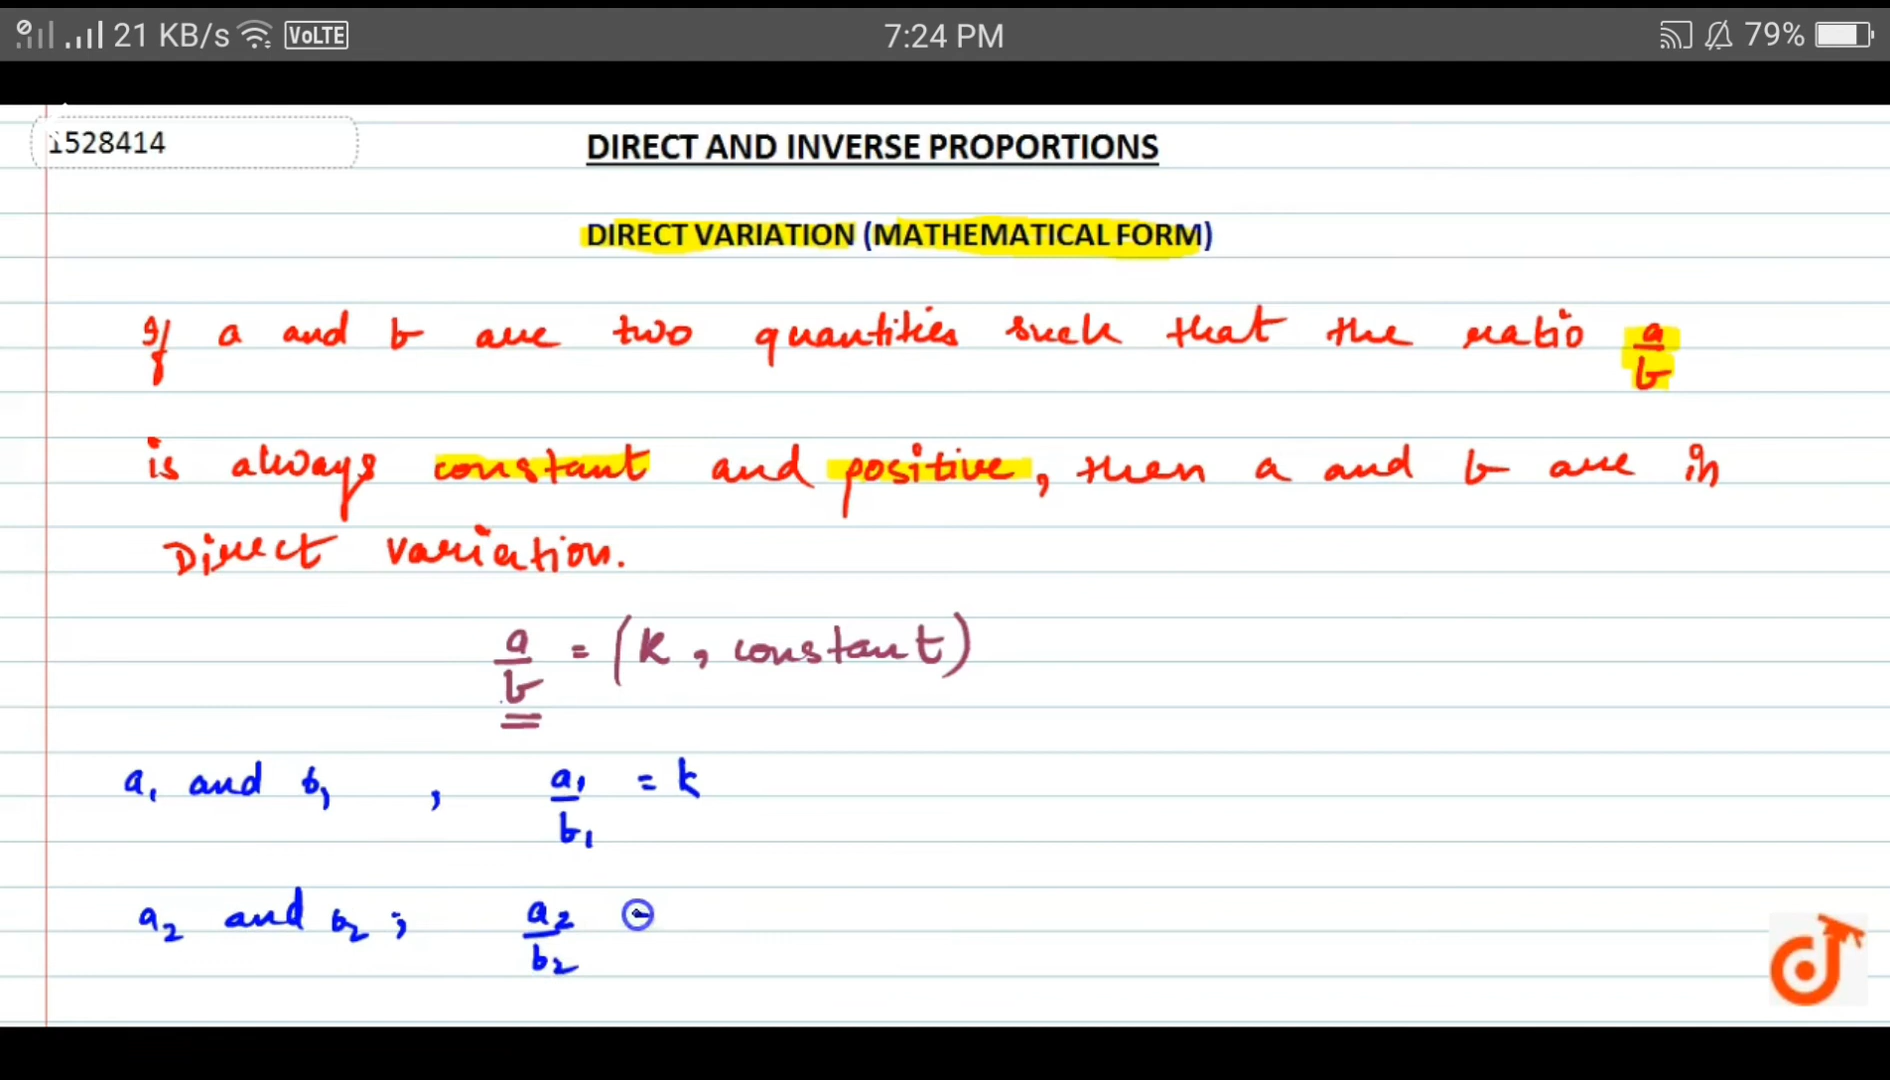 21 KB/s VoLTE 7:24 PM 79%
1528414
DIRECT AND INVERSE PROPORTIONS
DIRECT VARIATION (MATHEMATICAL FORM)
If a and b are two quantities such that the ratio a/b
is always constant and positive, then a and b are in
Direct variation.
a/b = (k, constant)
a₁ and b₁, a₁/b₁ = k
a₂ and b₂; a₂/b₂